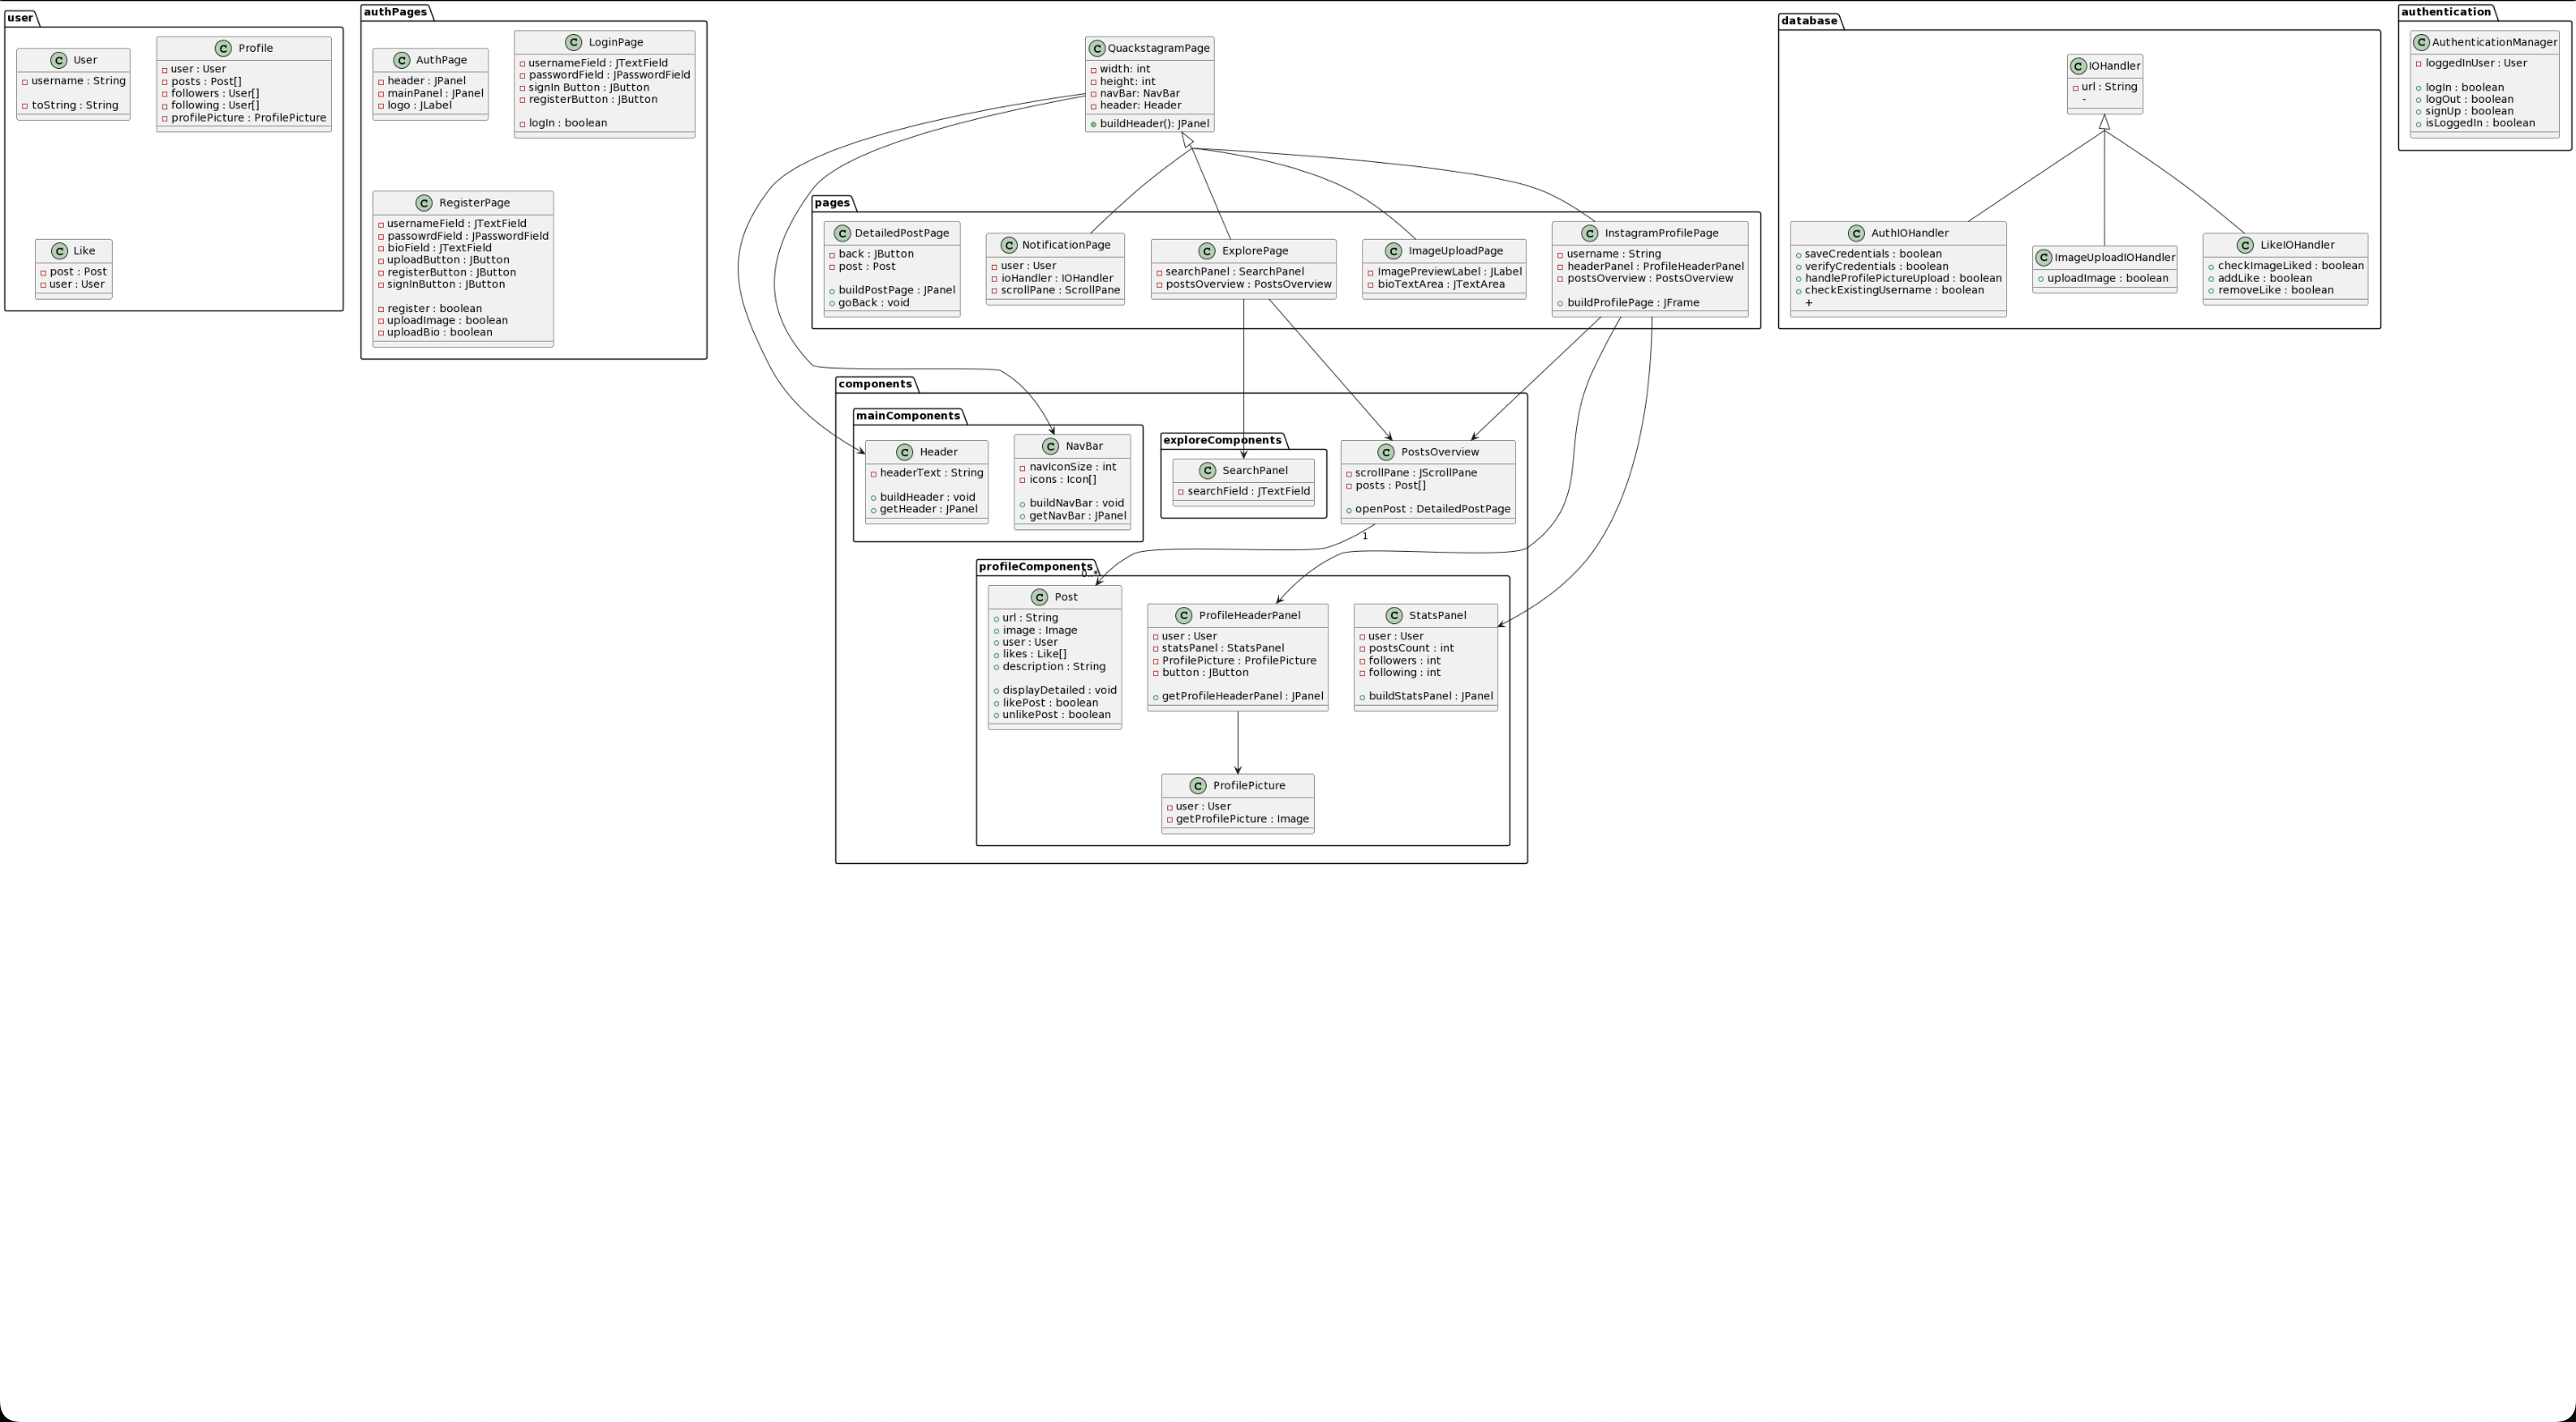 user
User
username : String
toString : String
Profile
user : User
posts : Post[]
followers : User[]
following : User[]
profilePicture : ProfilePicture
Like
post : Post
user : User
authPages
AuthPage
header : JPanel
mainPanel : JPanel
logo : JLabel
LoginPage
usernameField : JTextField
passwordField : JPasswordField
signIn Button : JButton
registerButton : JButton
logIn : boolean
RegisterPage
usernameField : JTextField
passowrdField : JPasswordField
bioField : JTextField
uploadButton : JButton
registerButton : JButton
signInButton : JButton
register : boolean
uploadImage : boolean
uploadBio : boolean
QuackstagramPage
width: int
height: int
navBar: NavBar
header: Header
buildHeader(): JPanel
pages
DetailedPostPage
back : JButton
post : Post
buildPostPage : JPanel
goBack : void
NotificationPage
user : User
ioHandler : IOHandler
scrollPane : ScrollPane
ExplorePage
searchPanel : SearchPanel
postsOverview : PostsOverview
ImageUploadPage
ImagePreviewLabel : JLabel
bioTextArea : JTextArea
InstagramProfilePage
username : String
headerPanel : ProfileHeaderPanel
postsOverview : PostsOverview
buildProfilePage : JFrame
components
mainComponents
Header
headerText : String
buildHeader : void
getHeader : JPanel
NavBar
navIconSize : int
icons : Icon[]
buildNavBar : void
getNavBar : JPanel
exploreComponents
SearchPanel
searchField : JTextField
PostsOverview
scrollPane : JScrollPane
posts : Post[]
openPost : DetailedPostPage
1
0..*
profileComponents
Post
url : String
image : Image
user : User
likes : Like[]
description : String
displayDetailed : void
likePost : boolean
unlikePost : boolean
ProfileHeaderPanel
user : User
statsPanel : StatsPanel
ProfilePicture : ProfilePicture
button : JButton
getProfileHeaderPanel : JPanel
StatsPanel
user : User
postsCount : int
followers : int
following : int
buildStatsPanel : JPanel
ProfilePicture
user : User
getProfilePicture : Image
database
IOHandler
url : String
-
AuthIOHandler
saveCredentials : boolean
verifyCredentials : boolean
handleProfilePictureUpload : boolean
checkExistingUsername : boolean
+
ImageUploadIOHandler
uploadImage : boolean
LikeIOHandler
checkImageLiked : boolean
addLike : boolean
removeLike : boolean
authentication
AuthenticationManager
loggedInUser : User
logIn : boolean
logOut : boolean
signUp : boolean
isLoggedIn : boolean